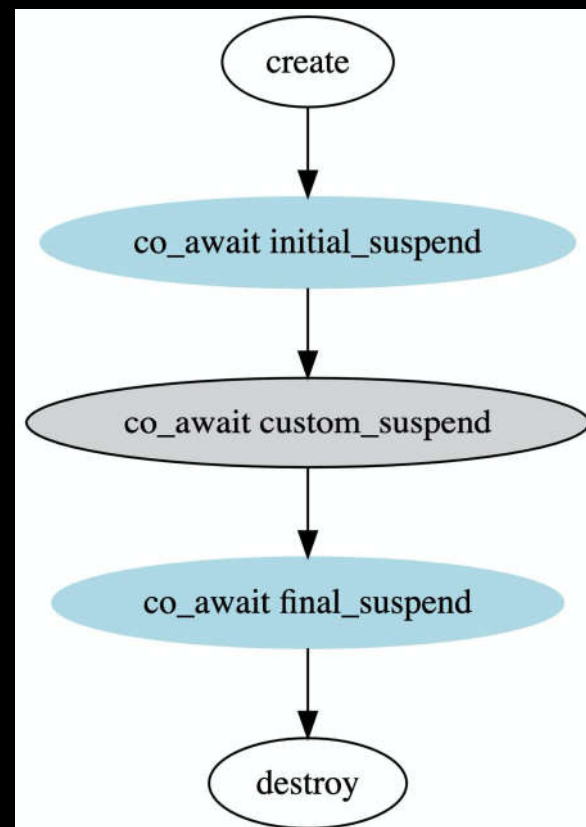 create
co_await initial_suspend
co_await custom_suspend
co_await final_suspend
destroy